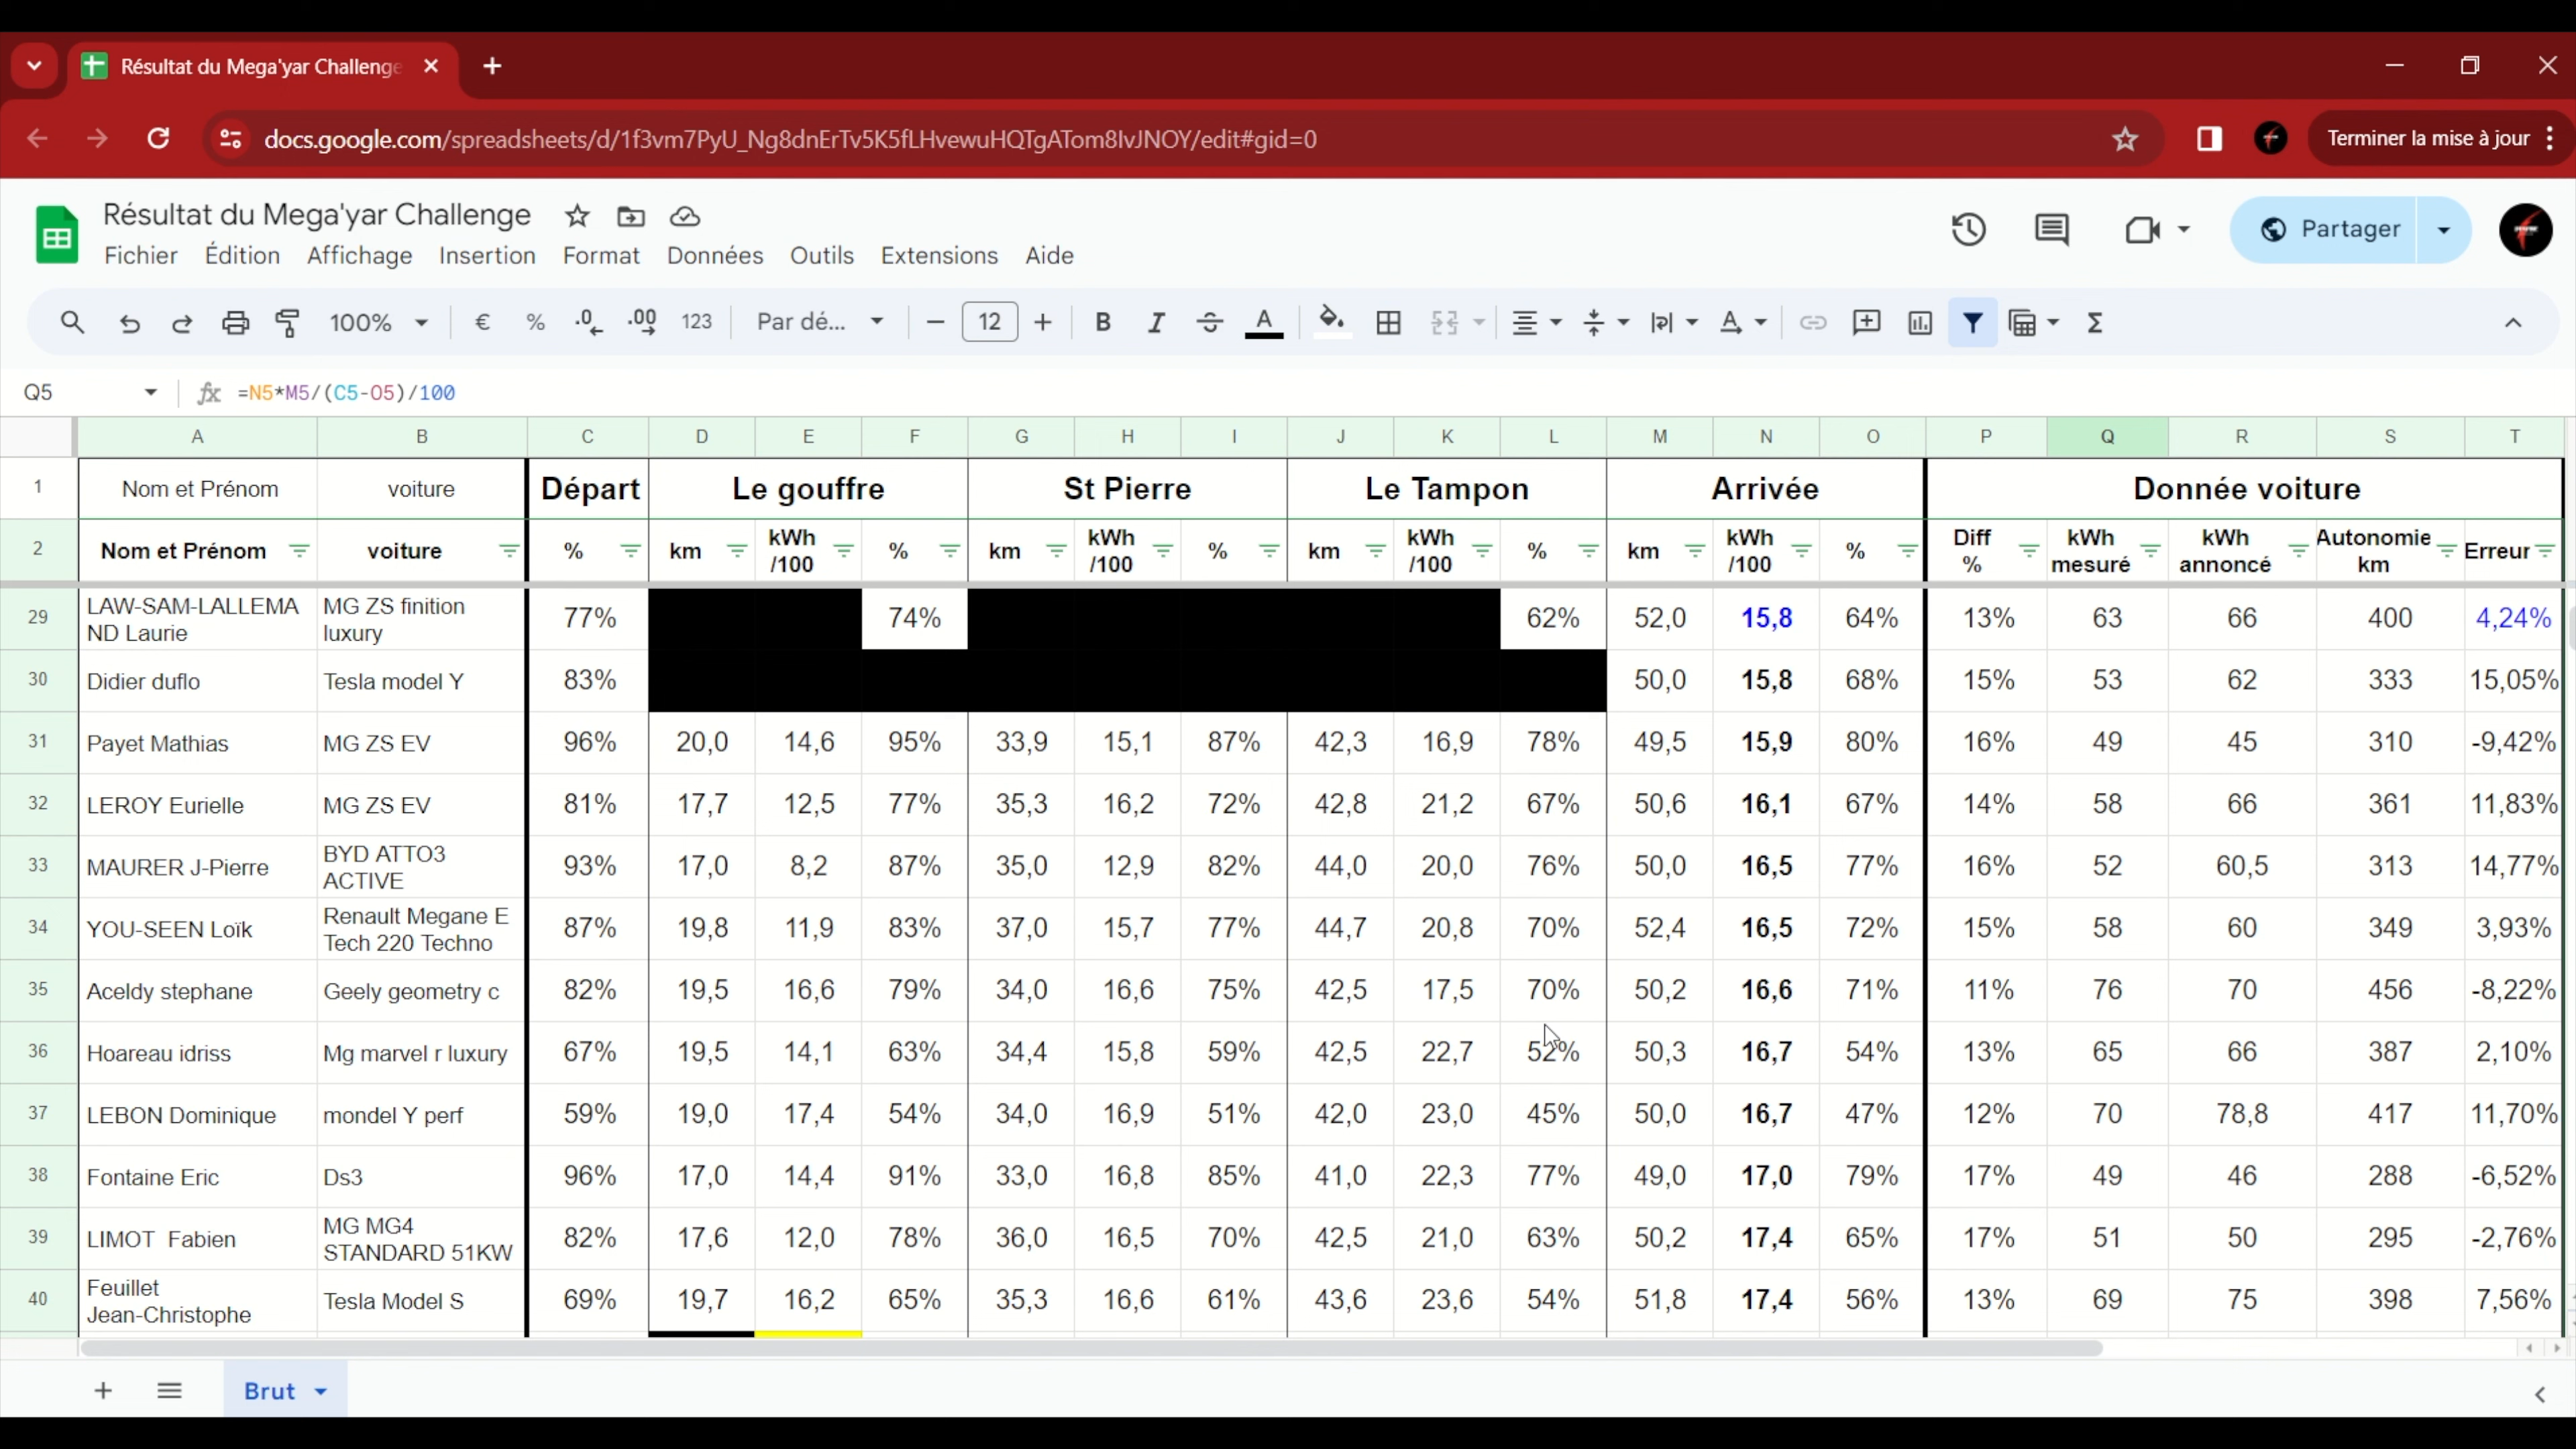 Résultat du Mega'yar Challenge
docs.google.com/spreadsheets/d/1f3vm7PyU_Ng8dnErTv5K5fLHvewuHQTgATom8IvJNOY/edit#gid=0
Terminer la mise à jour
Résultat du Mega'yar Challenge
Fichier Édition Affichage Insertion Format Données Outils Extensions Aide
Partager
100% € % .0 .00 123 Par dé... 12
Q5 =N5*M5/(C5-O5)/100
A B C D E F G H I J K L M N O P Q R S T
1 Nom et Prénom voiture Départ Le gouffre St Pierre Le Tampon Arrivée Donnée voiture
2 Nom et Prénom voiture % km kWh /100 % km kWh /100 % km kWh /100 % km kWh /100 % Diff % kWh mesuré kWh annoncé Autonomie km Erreur
29 LAW-SAM-LALLEMAND Laurie MG ZS finition luxury 77% 74% 62% 52,0 15,8 64% 13% 63 66 400 4,24%
30 Didier duflo Tesla model Y 83% 50,0 15,8 68% 15% 53 62 333 15,05%
31 Payet Mathias MG ZS EV 96% 20,0 14,6 95% 33,9 15,1 87% 42,3 16,9 78% 49,5 15,9 80% 16% 49 45 310 -9,42%
32 LEROY Eurielle MG ZS EV 81% 17,7 12,5 77% 35,3 16,2 72% 42,8 21,2 67% 50,6 16,1 67% 14% 58 66 361 11,83%
33 MAURER J-Pierre BYD ATTO3 ACTIVE 93% 17,0 8,2 87% 35,0 12,9 82% 44,0 20,0 76% 50,0 16,5 77% 16% 52 60,5 313 14,77%
34 YOU-SEEN Loïk Renault Megane E Tech 220 Techno 87% 19,8 11,9 83% 37,0 15,7 77% 44,7 20,8 70% 52,4 16,5 72% 15% 58 60 349 3,93%
35 Aceldy stephane Geely geometry c 82% 19,5 16,6 79% 34,0 16,6 75% 42,5 17,5 70% 50,2 16,6 71% 11% 76 70 456 -8,22%
36 Hoareau idriss Mg marvel r luxury 67% 19,5 14,1 63% 34,4 15,8 59% 42,5 22,7 52% 50,3 16,7 54% 13% 65 66 387 2,10%
37 LEBON Dominique mondel Y perf 59% 19,0 17,4 54% 34,0 16,9 51% 42,0 23,0 45% 50,0 16,7 47% 12% 70 78,8 417 11,70%
38 Fontaine Eric Ds3 96% 17,0 14,4 91% 33,0 16,8 85% 41,0 22,3 77% 49,0 17,0 79% 17% 49 46 288 -6,52%
39 LIMOT Fabien MG MG4 STANDARD 51KW 82% 17,6 12,0 78% 36,0 16,5 70% 42,5 21,0 63% 50,2 17,4 65% 17% 51 50 295 -2,76%
40 Feuillet Jean-Christophe Tesla Model S 69% 19,7 16,2 65% 35,3 16,6 61% 43,6 23,6 54% 51,8 17,4 56% 13% 69 75 398 7,56%
Brut